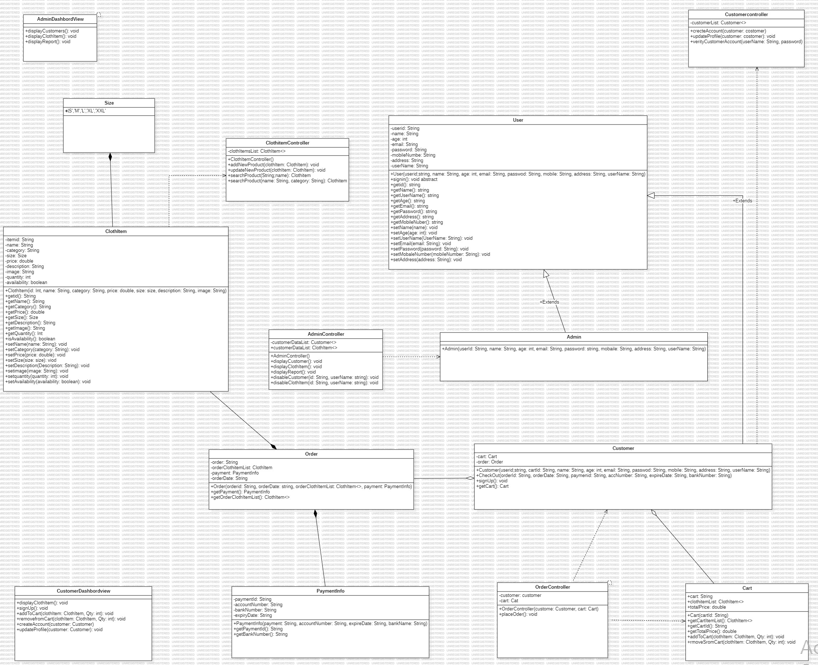 AdminDashbordView
+displayCustomers(): void
+displayClothItem(): void
+displayReport(): void
Customercontroller
-customerList: Customer<>
+createAccount(customer: costomer)
+updateProfile(customer: costomer): void
+verityCustomerAccount(userName: String, password)
Size
User
-userid: String
-name: String
-age: int
-email: String
-password: String
-mobileNumbe: String
-address: String
-userName: String
+User(userid:string, name: String, age: int, email: String, passwod: String, mobile: String, address: String, userName: String)
+signin(): void abstract
+getid(): string
+getName(): string
+getUserName(): string
+getAge(): string
+getEmail(): string
+getPassword(): string
+getAddress(): string
+getMobileNuber(): string
+setName(name): void
+setAge(age: int): void
+setUserName(UserName: String): void
+setEmail(email: String): void
+setPassword(password: String): void
+setMobaleNumber(mobileNumber: String): void
+setAddress(address: String): void
ClothitemController
-clothItemsList: ClothItem<>
+ClothItemController()
+addNewProduct(clothItem: ClothItem): void
+updateNewProduct(clothItem: ClothItem): void
+searchProduct(String,name): ClothItem
+searchProduct(name: String, category: String): ClothItem
+Extends
ClothItem
-itemid: String
-name: String
-category: String
-size: Size
-price: double
-description: String
-image: String
-quantity: int
-availability: boolean
+ClothItem(id: int, name: String, category: String, price: double, size: size, description: String, image: String)
+getid(): String
+getName(): String
+getCategory(): String
+getPrice(): double
+getSize(): Size
+getDescription(): String
+getImage(): String
+getQuantity(): int
+isAvailability(): boolean
+setName(name: String): void
+setCategory(category: String): void
+setPrice(price: double): void
+setSize(size: size): void
+setDescription(Description: String): void
+setimage(image: String): void
+setquantity(quantity: int): void
+setAvailability(availability: boolean): void
+Extends
AdminController
-customerDataList: Customer<>
-customerDataList: ClothItem<>
+AdminController()
+displayCustomer(): void
+displayClothItem(): void
+displayReport(): void
+disableCustomer(id: String, userName: string): void
+disableClothItem(id: String, userName: string): void
Admin
+Admin(userid: String, name: String, age: int, email: String, password: string, mobaile: String, address: String, userName: String)
Order
-order: String
-orderClothItemList: ClothItem
-payment: PaymentInfo
-orderDate: String
+Order(orderid: String, orderDate: string, orderClothItemList: ClothItem<>, payment: PaymentInfo)
+getPayment(): PaymentInfo
+getOrderClothItemList(): ClothItem<>
Customer
-cart: Cart
-order: Order
+Customer(userid:string, cartId: String, name: String, age: int, email: String, passwod: String, mobile: String, address: String, userName: String)
+CheckOut(orderid: String, orderDate: String, paymenid: String, accNumber: String, expireDate: String, bankNumber: String)
+signUp(): void
+getCart(): Cart
CustomerDashbordview
+displayClothItem(): void
+signUp(): void
+addToCart(clothItem: ClothItem, Qty: int): void
+removefromCart(clothItem: ClothItem, Qty: int): void
+createAccount(customer: Customer)
+updateProfile(customer: Customer): void
PaymentInfo
-paymentid: String
-accountNumber: String
-bankNumber: String
-expiryDate: String
+PaymentInfo(payment: String, accountNumber: String, expireDate: String, bankName: String)
+getPaymentid(): String
+getBankNumber(): String
OrderController
-customer: customer
-cart: Cat
+OrderController(custome: Customer, cart: Cart)
+placeOder(): void
Cart
+cart: String
+clothItemList: ClothItem<>
+totalPrice: double
+Cart(cartId: String)
+getCartItemList(): ClothItem<>
+getCartid(): String
+getTotalPrice(): double
+addToCart(clothItem: ClothItem, Qty: int): void
+moveSromCart(clothItem: ClothItem, Qty: int): void